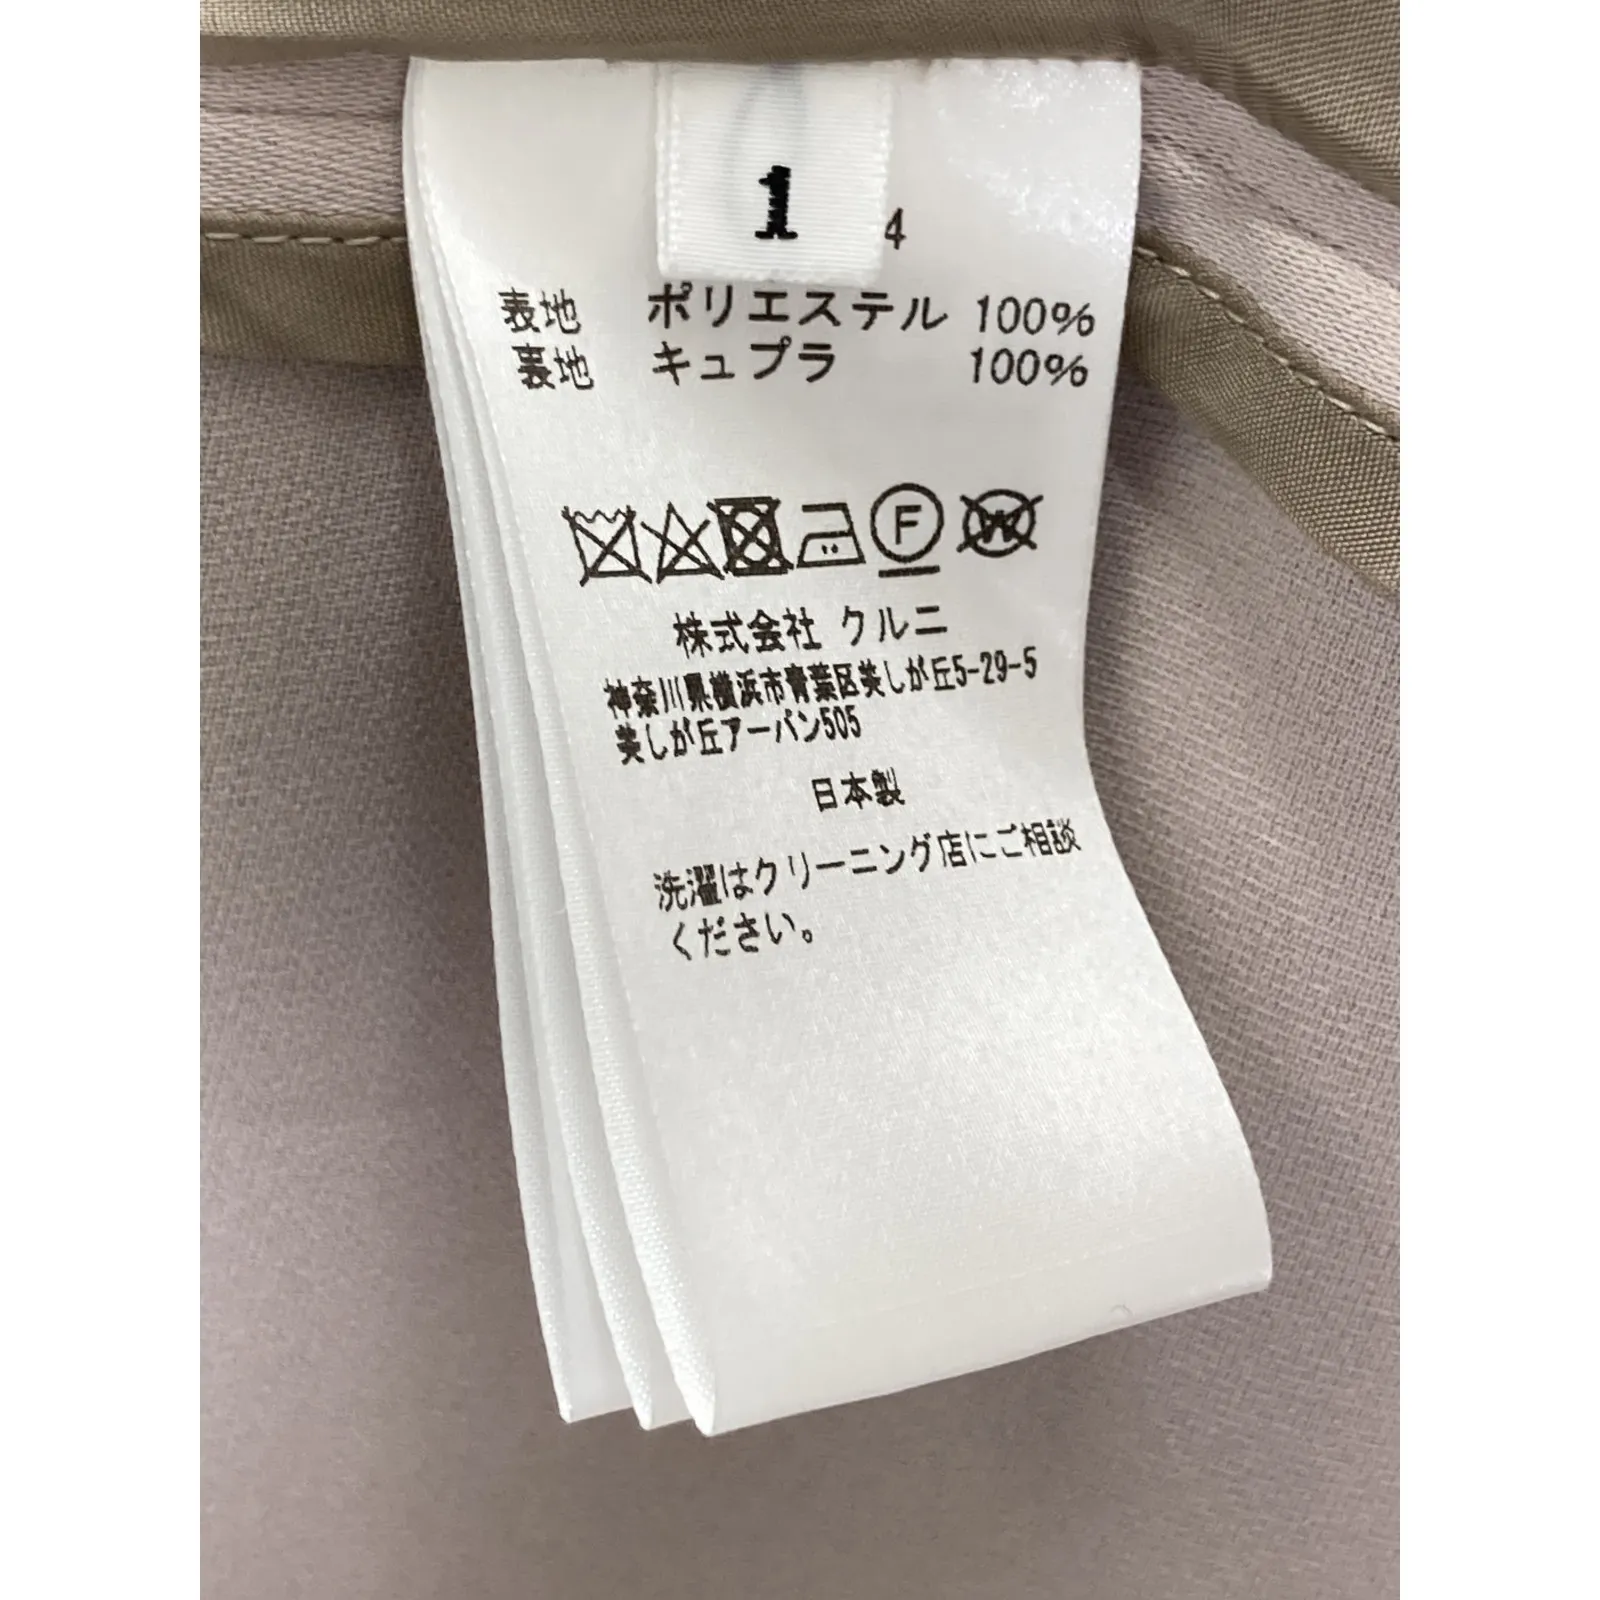 1
4
表地 ポリエステル 100%
裏地 キュプラ 100%
F W
株式会社 クルニ
神奈川県横浜市青葉区美しが丘5-29-5
美しが丘アーバン505
日本製
洗濯はクリーニング店にご相談
ください。